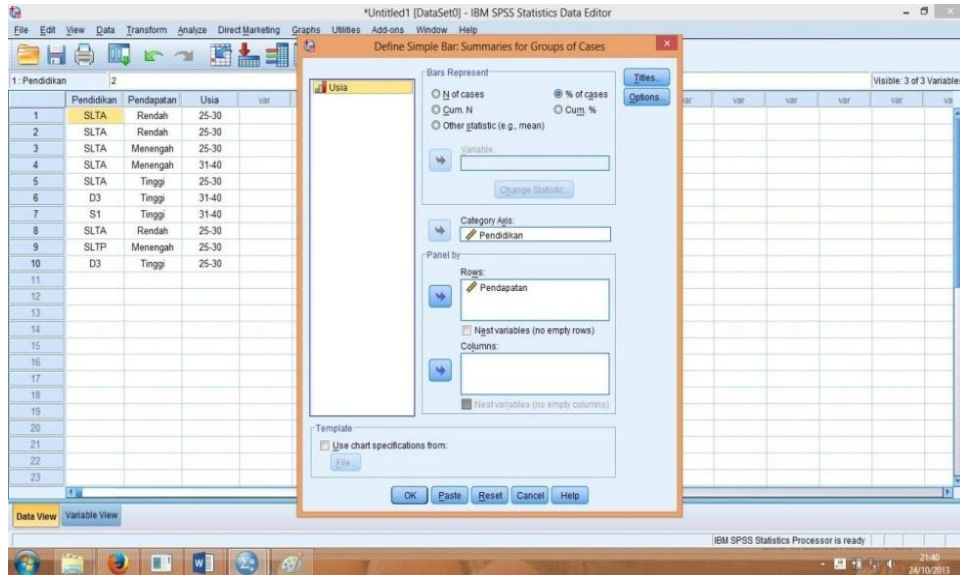 *Untitled1 [DataSet0] - IBM SPSS Statistics Data Editor
File Edit View Data Transform Analyze Direct Marketing Graphs Utilities Add-ons Window Help
Define Simple Bar: Summaries for Groups of Cases
1 : Pendidikan 2
Visible: 3 of 3 Variables
Pendidikan Pendapatan Usia var var var var var va
1 SLTA Rendah 25-30
2 SLTA Rendah 25-30
3 SLTA Menengah 25-30
4 SLTA Menengah 31-40
5 SLTA Tinggi 25-30
6 D3 Tinggi 31-40
7 S1 Tinggi 31-40
8 SLTA Rendah 25-30
9 SLTP Menengah 25-30
10 D3 Tinggi 25-30
11
12
13
14
15
16
17
18
19
20
21
22
23
Usia
Bars Represent
N of cases % of cases
Cum. N Cum. %
Other statistic (e.g., mean)
Variable:
Change Statistic...
Category Axis:
Pendidikan
Panel by
Rows:
Pendapatan
Nest variables (no empty rows)
Columns:
Nest variables (no empty columns)
Template
Use chart specifications from:
File...
Titles...
Options...
OK Paste Reset Cancel Help
Data View Variable View
IBM SPSS Statistics Processor is ready
21:40
24/10/2013